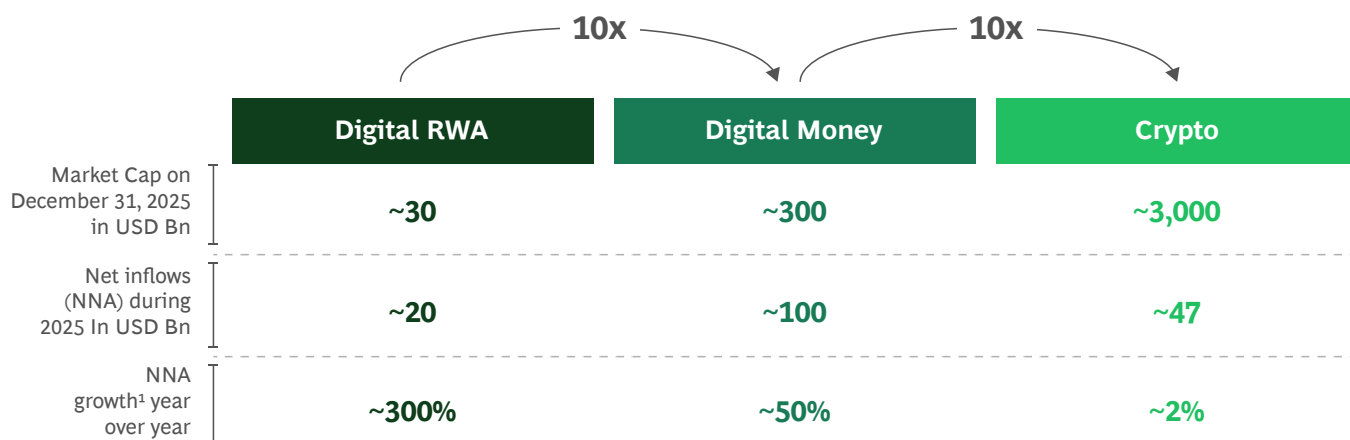 10x 10x
Digital RWA Digital Money Crypto
Market Cap on
December 31, 2025
in USD Bn
~30 ~300 ~3,000
Net inflows
(NNA) during
2025 In USD Bn
~20 ~100 ~47
NNA
growth¹ year
over year
~300% ~50% ~2%